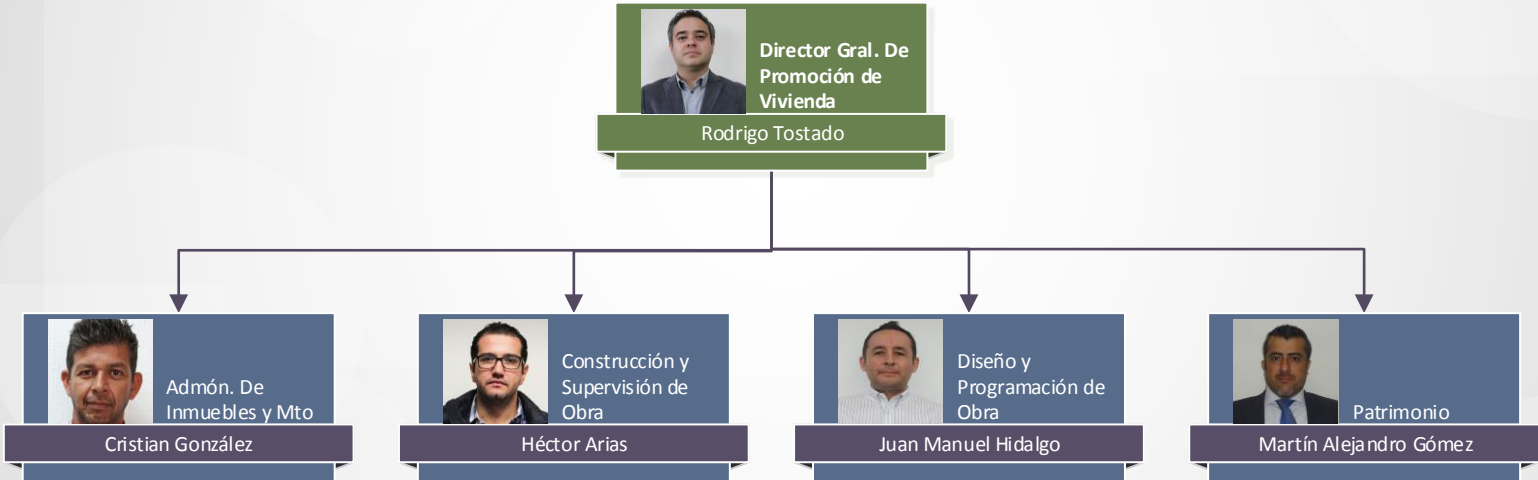 Director Gral. De
Promoción de
Vivienda
Rodrigo Tostado
Admón. De
Inmuebles y Mto
Cristian González
Construcción y
Supervisión de
Obra
Héctor Arias
Diseño y
Programación de
Obra
Juan Manuel Hidalgo
Patrimonio
Martín Alejandro Gómez